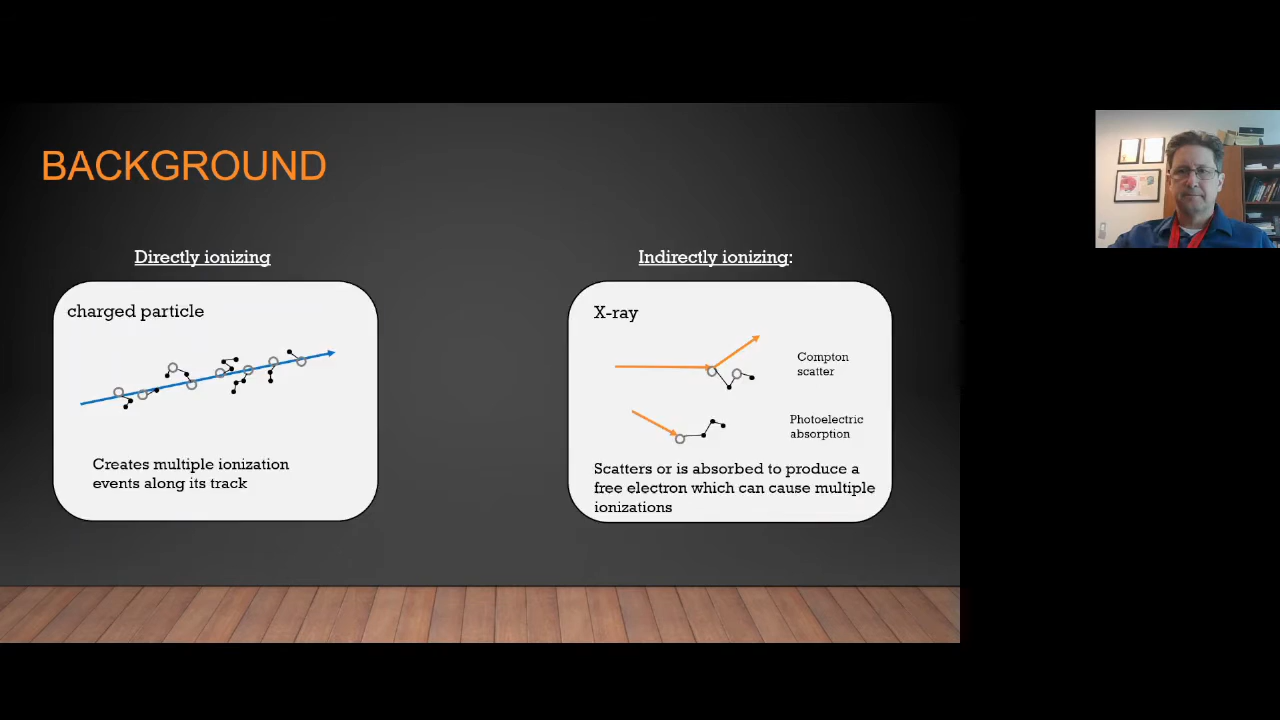 BACKGROUND
Directly ionizing
charged particle
Creates multiple ionization
events along its track
Indirectly ionizing:
X-ray
Compton
scatter
Photoelectric
absorption
Scatters or is absorbed to produce a
free electron which can cause multiple
ionizations